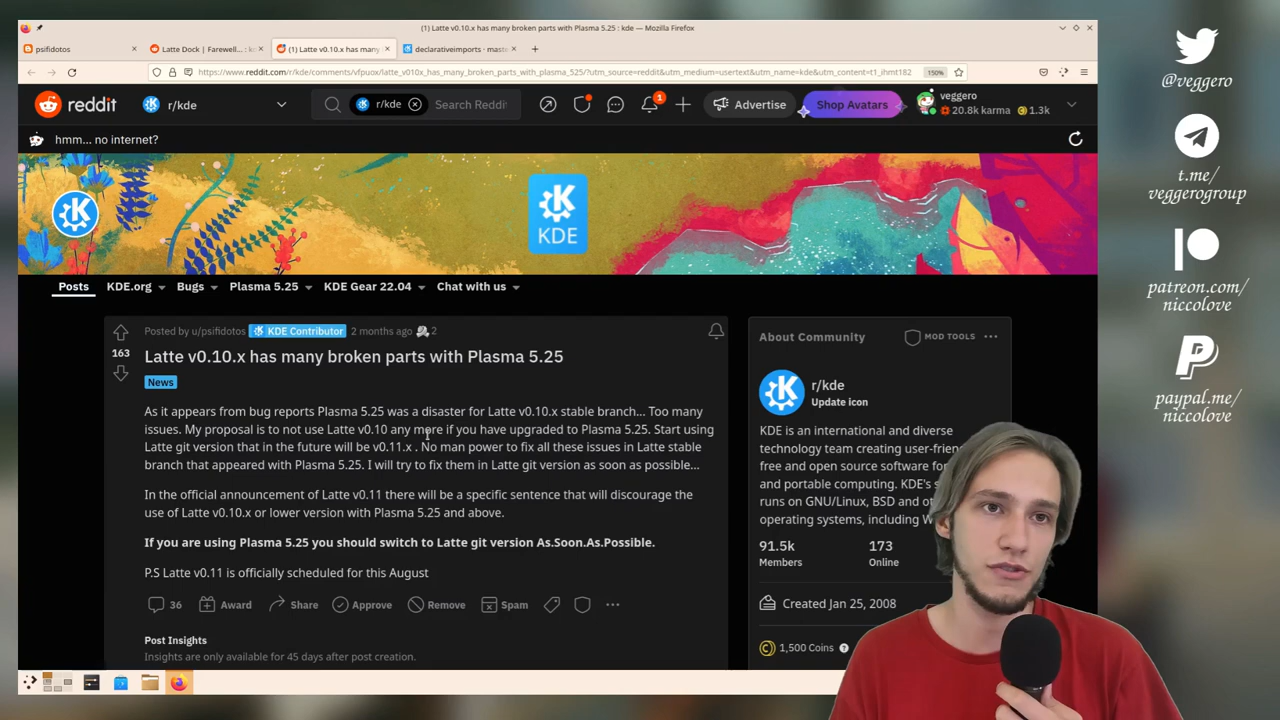 (1) Latte v0.10.x has many broken parts with Plasma 5.25 : kde — Mozilla Firefox
psifidotos
Latte Dock | Farewell... : k
(1) Latte v0.10.x has many
declarativeimports · mast
https://www.reddit.com/r/kde/comments/vfpuox/latte_v010x_has_many_broken_parts_with_plasma_525/?utm_source=reddit&utm_medium=usertext&utm_name=kde&utm_content=t1_ihmt182
150%
reddit
r/kde
r/kde
Search Reddit
1
Advertise
Shop Avatars
veggero
20.8k karma
1.3k
hmm... no internet?
KDE
Posts
KDE.org
Bugs
Plasma 5.25
KDE Gear 22.04
Chat with us
163
Posted by u/psifidotos
KDE Contributor
2 months ago
2
Latte v0.10.x has many broken parts with Plasma 5.25
News
As it appears from bug reports Plasma 5.25 was a disaster for Latte v0.10.x stable branch... Too many
issues. My proposal is to not use Latte v0.10 any more if you have upgraded to Plasma 5.25. Start using
Latte git version that in the future will be v0.11.x . No man power to fix all these issues in Latte stable
branch that appeared with Plasma 5.25. I will try to fix them in Latte git version as soon as possible...
In the official announcement of Latte v0.11 there will be a specific sentence that will discourage the
use of Latte v0.10.x or lower version with Plasma 5.25 and above.
If you are using Plasma 5.25 you should switch to Latte git version As.Soon.As.Possible.
P.S Latte v0.11 is officially scheduled for this August
36
Award
Share
Approve
Remove
Spam
Post Insights
Insights are only available for 45 days after post creation.
About Community
MOD TOOLS
r/kde
Update icon
KDE is an international and diverse
technology team creating user-friendly
free and open source software for
and portable computing. KDE's
runs on GNU/Linux, BSD and ot
operating systems, including W
91.5k
Members
173
Online
Created Jan 25, 2008
1,500 Coins
@veggero
t.me/
veggerogroup
patreon.com/
niccolove
paypal.me/
niccolove